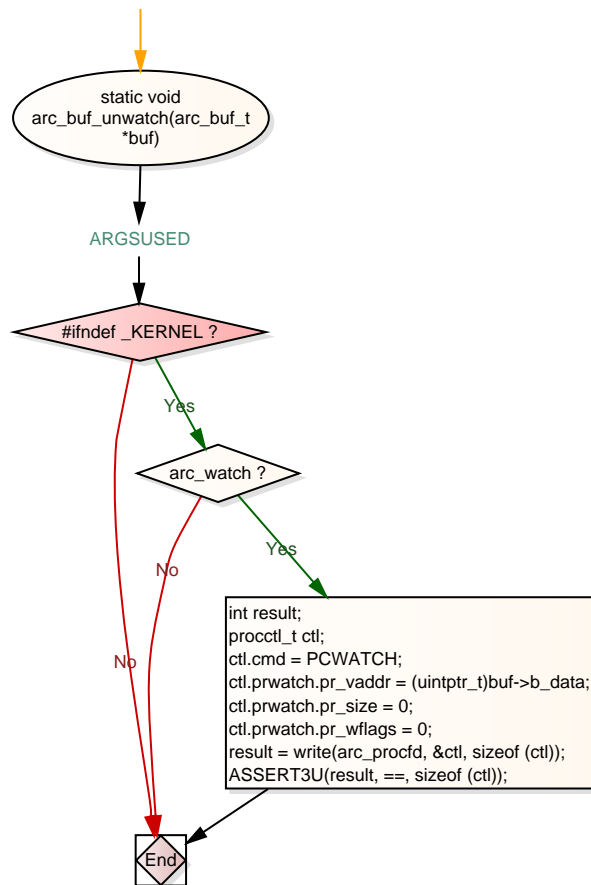 static void
arc_buf_unwatch(arc_buf_t
*buf)
ARGSUSED
#ifndef _KERNEL ?
Yes
arc_watch ?
Yes
No
No
int result;
procctl_t ctl;
ctl.cmd = PCWATCH;
ctl.prwatch.pr_vaddr = (uintptr_t)buf->b_data;
ctl.prwatch.pr_size = 0;
ctl.prwatch.pr_wflags = 0;
result = write(arc_procfd, &ctl, sizeof (ctl));
ASSERT3U(result, ==, sizeof (ctl));
End